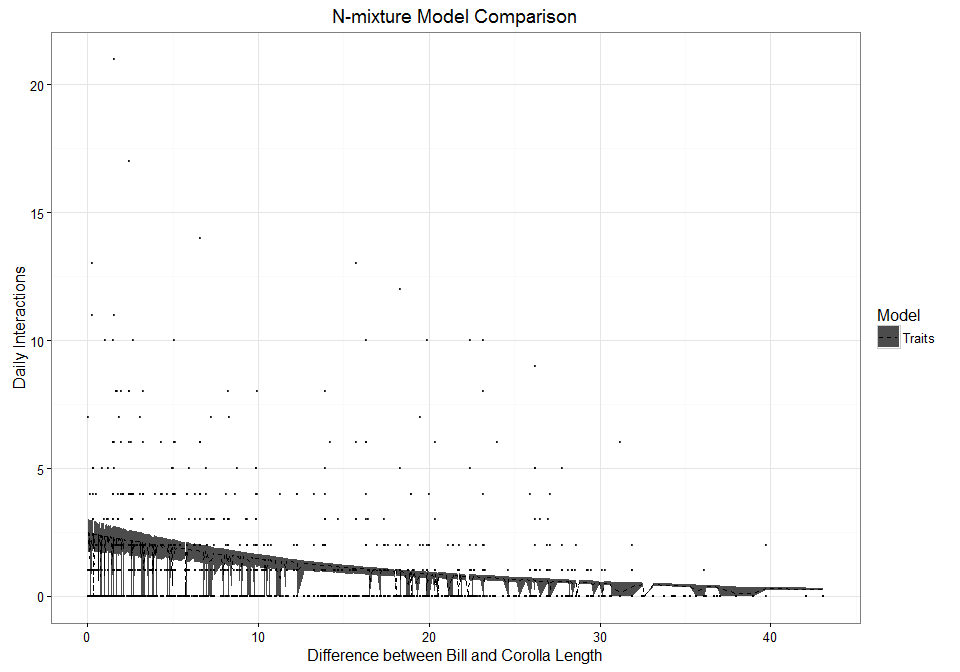 N-mixture Model Comparison
Daily Interactions
20
15
10
5
0
0 10 20 30 40
Difference between Bill and Corolla Length
Model
Traits